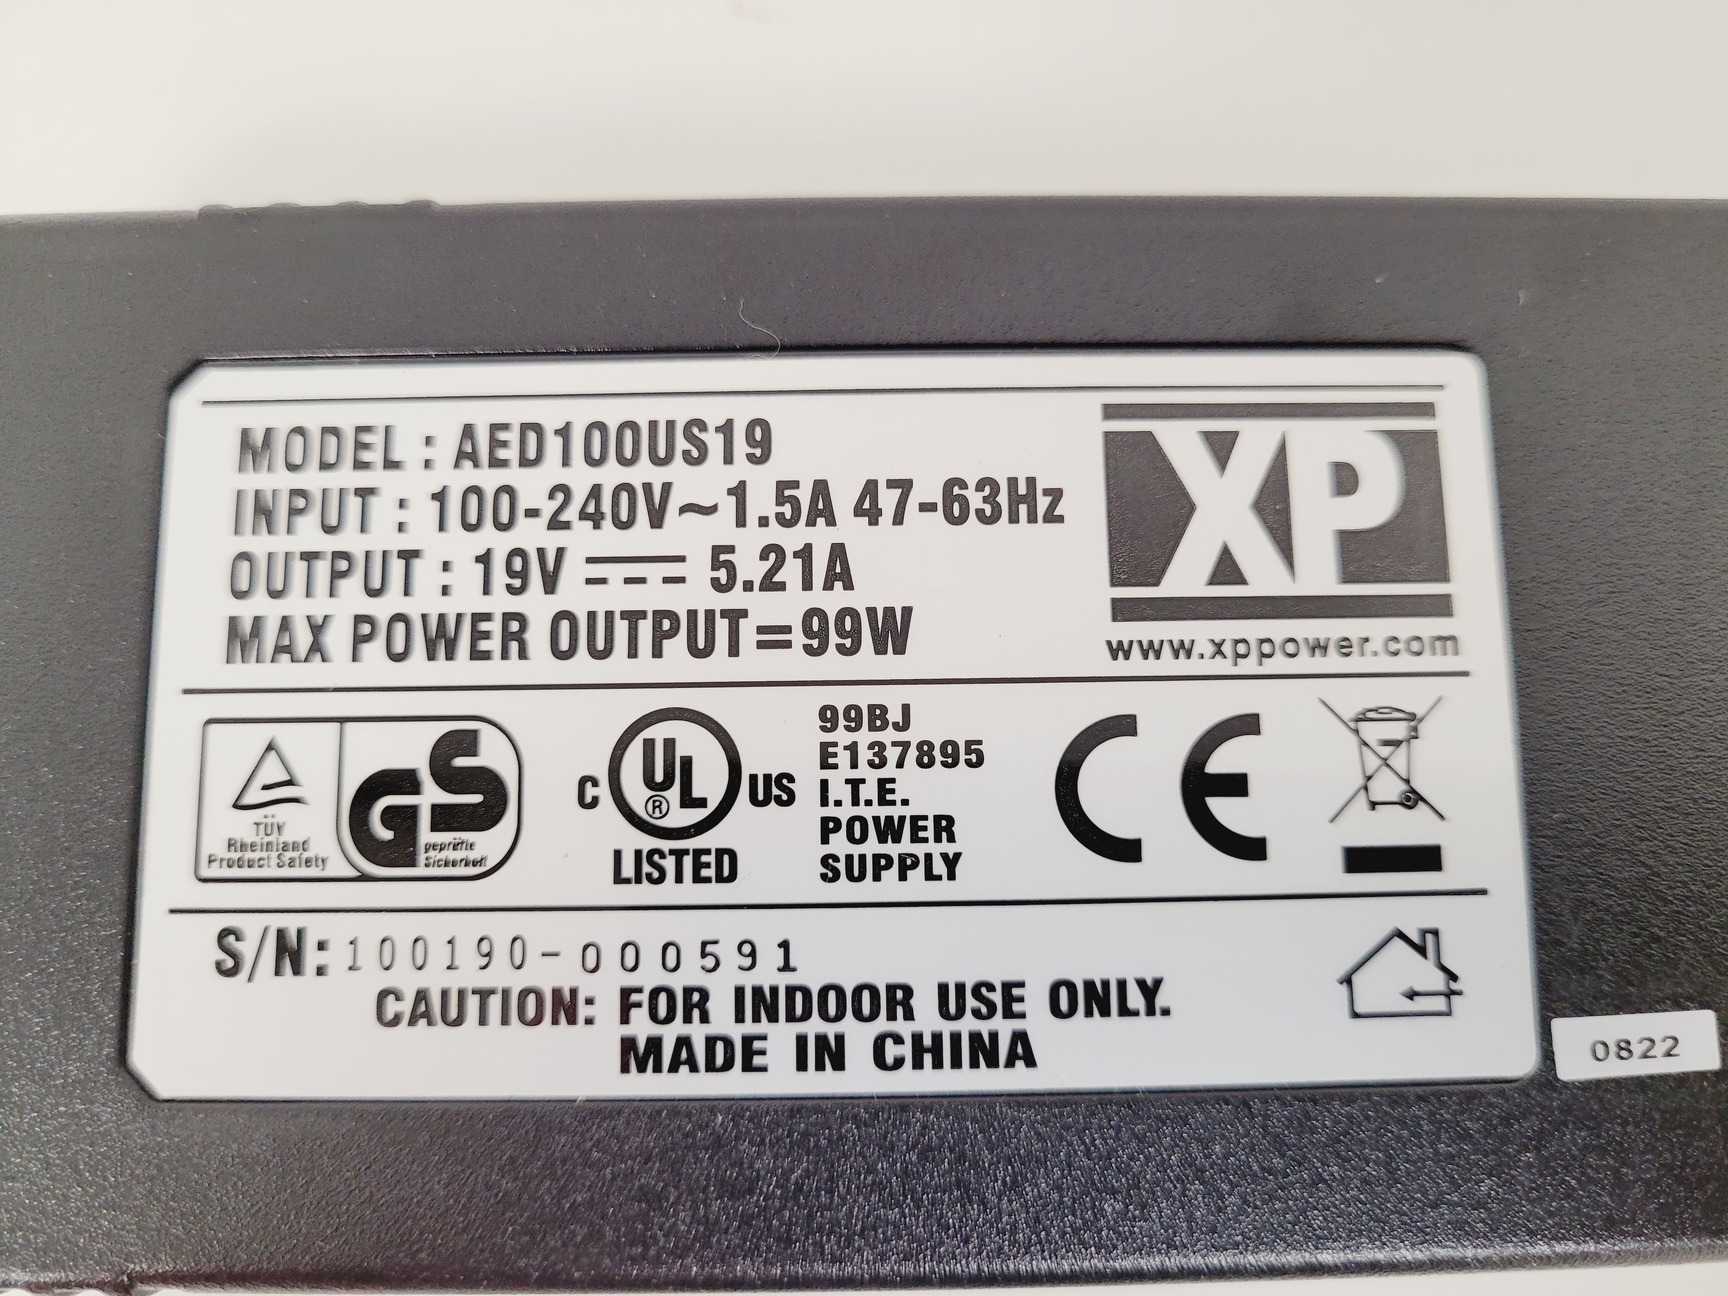 MODEL : AED100US19
INPUT : 100-240V~1.5A 47-63Hz
OUTPUT : 19V ⎓ 5.21A
MAX POWER OUTPUT=99W
XP
www.xppower.com
TÜV
Rheinland
Product Safety
GS
geprüfte
Sicherheit
C UL US
®
LISTED
99BJ
E137895
I.T.E.
POWER
SUPPLY
CE
S/N:100190-000591
CAUTION: FOR INDOOR USE ONLY.
MADE IN CHINA
0822